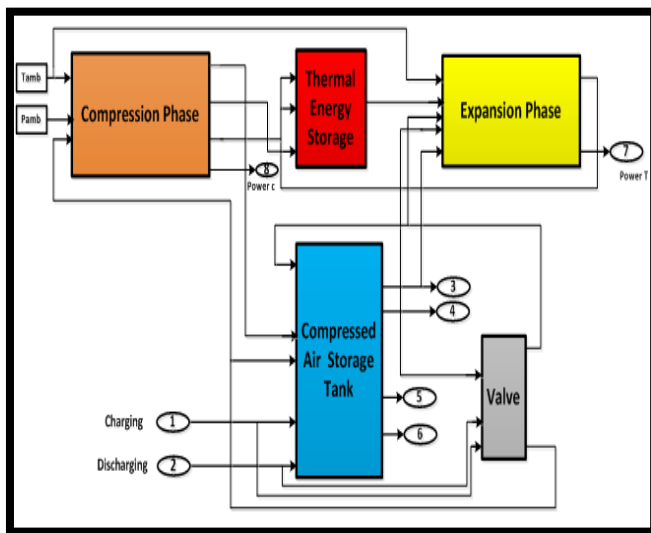 Tamb
Pamb
Compression Phase
Thermal
Energy
Storage
Expansion Phase
8
Power c
7
Power T
Compressed
Air Storage
Tank
3
4
5
6
Valve
Charging
1
Discharging
2